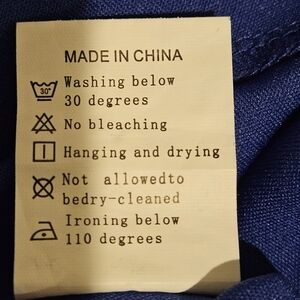 MADE IN CHINA
30°
Washing below
30 degrees
No bleaching
Hanging and drying
Not allowedto
bedry-cleaned
Ironing below
110 degrees